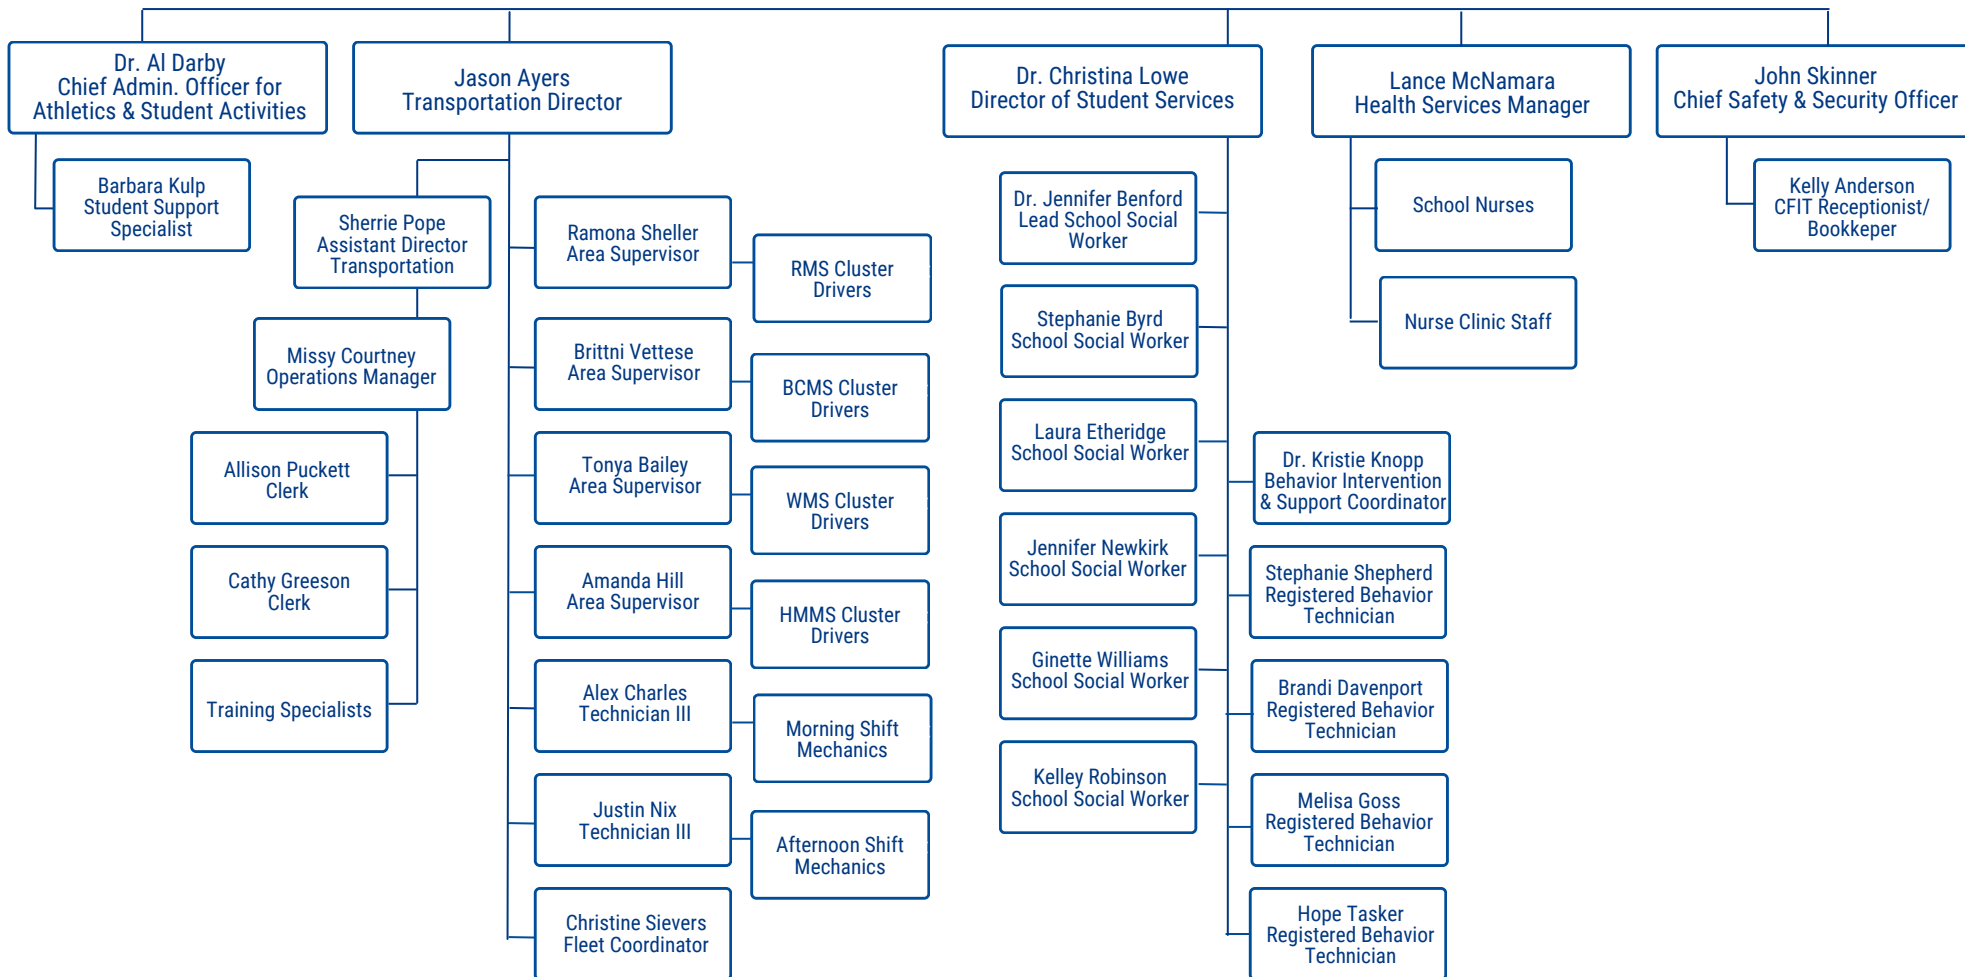 Dr. Al Darby
Chief Admin. Officer for
Athletics & Student Activities
Barbara Kulp
Student Support
Specialist
Jason Ayers
Transportation Director
Sherrie Pope
Assistant Director
Transportation
Missy Courtney
Operations Manager
Allison Puckett
Clerk
Cathy Greeson
Clerk
Training Specialists
Ramona Sheller
Area Supervisor
RMS Cluster
Drivers
Brittni Vettese
Area Supervisor
BCMS Cluster
Drivers
Tonya Bailey
Area Supervisor
WMS Cluster
Drivers
Amanda Hill
Area Supervisor
HMMS Cluster
Drivers
Alex Charles
Technician III
Morning Shift
Mechanics
Justin Nix
Technician III
Afternoon Shift
Mechanics
Christine Sievers
Fleet Coordinator
Dr. Christina Lowe
Director of Student Services
Dr. Jennifer Benford
Lead School Social
Worker
Stephanie Byrd
School Social Worker
Laura Etheridge
School Social Worker
Jennifer Newkirk
School Social Worker
Ginette Williams
School Social Worker
Kelley Robinson
School Social Worker
Dr. Kristie Knopp
Behavior Intervention
& Support Coordinator
Stephanie Shepherd
Registered Behavior
Technician
Brandi Davenport
Registered Behavior
Technician
Melisa Goss
Registered Behavior
Technician
Hope Tasker
Registered Behavior
Technician
Lance McNamara
Health Services Manager
School Nurses
Nurse Clinic Staff
John Skinner
Chief Safety & Security Officer
Kelly Anderson
CFIT Receptionist/
Bookkeper